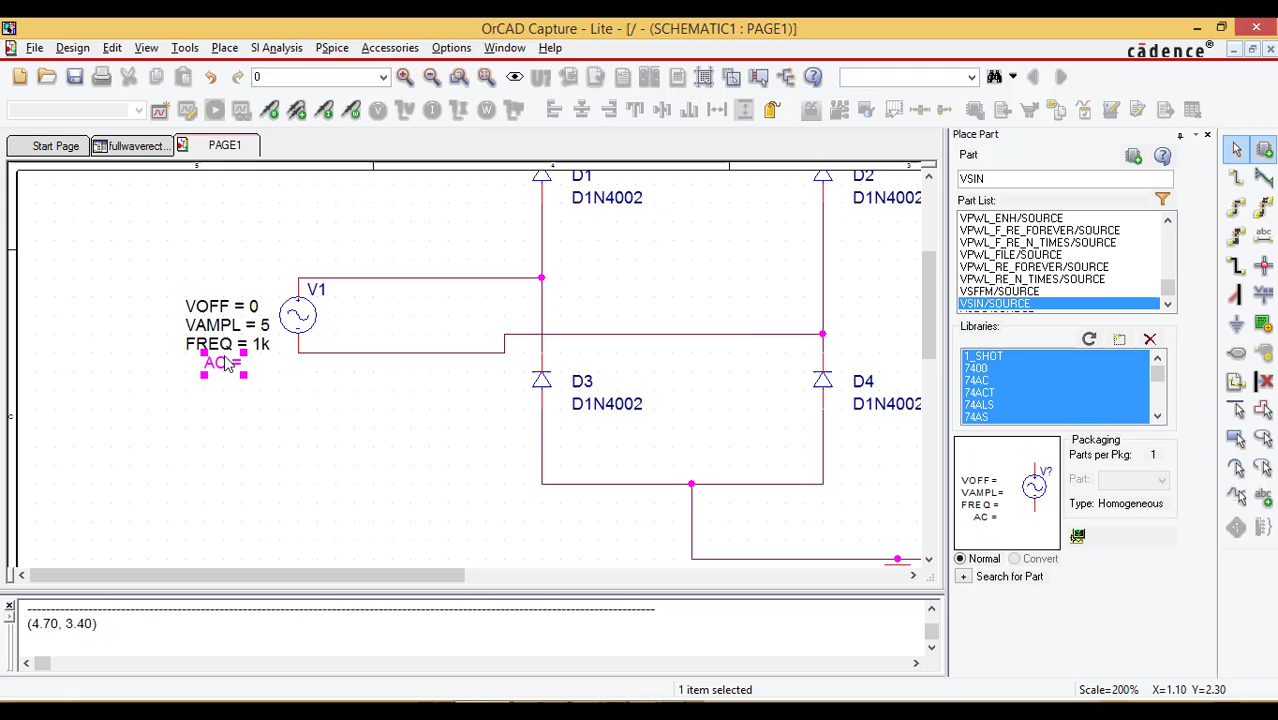 OrCAD Capture - Lite - [/ - (SCHEMATIC1 : PAGE1)]
File Design Edit View Tools Place SI Analysis PSpice Accessories Options Window Help
cādence®
0
Start Page
fullwaverect...
PAGE1
Place Part
Part
VSIN
Part List:
VPWL_ENH/SOURCE
VPWL_F_RE_FOREVER/SOURCE
VPWL_F_RE_N_TIMES/SOURCE
VPWL_FILE/SOURCE
VPWL_RE_FOREVER/SOURCE
VPWL_RE_N_TIMES/SOURCE
VSFFM/SOURCE
VSIN/SOURCE
Libraries:
1_SHOT
7400
74AC
74ACT
74ALS
74AS
Packaging
Parts per Pkg: 1
Part:
Type: Homogeneous
VOFF =
VAMPL =
FREQ =
AC =
V?
Normal
Convert
Search for Part
5
4
3
D1
D1N4002
D2
D1N4002
V1
VOFF = 0
VAMPL = 5
FREQ = 1k
AC =
D3
D1N4002
D4
D1N4002
(4.70, 3.40)
1 item selected
Scale=200% X=1.10 Y=2.30